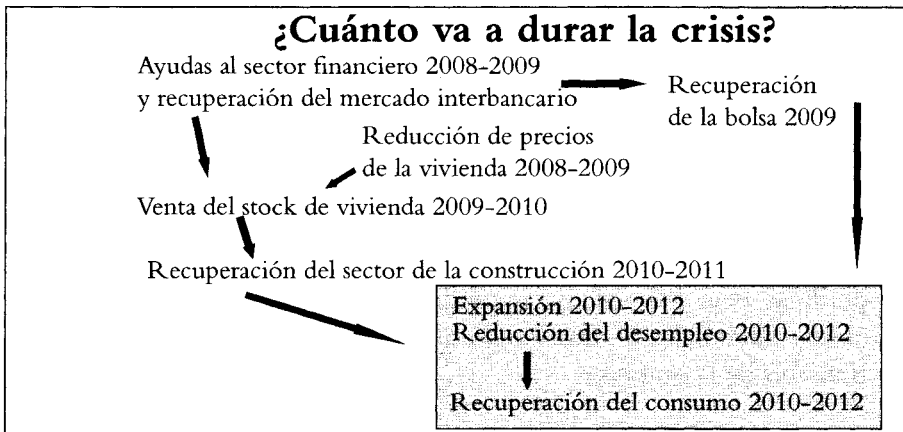 ¿Cuánto va a durar la crisis?
Ayudas al sector financiero 2008-2009
y recuperación del mercado interbancario
Recuperación
de la bolsa 2009
Reducción de precios
de la vivienda 2008-2009
Venta del stock de vivienda 2009-2010
Recuperación del sector de la construcción 2010-2011
Expansión 2010-2012
Reducción del desempleo 2010-2012
Recuperación del consumo 2010-2012